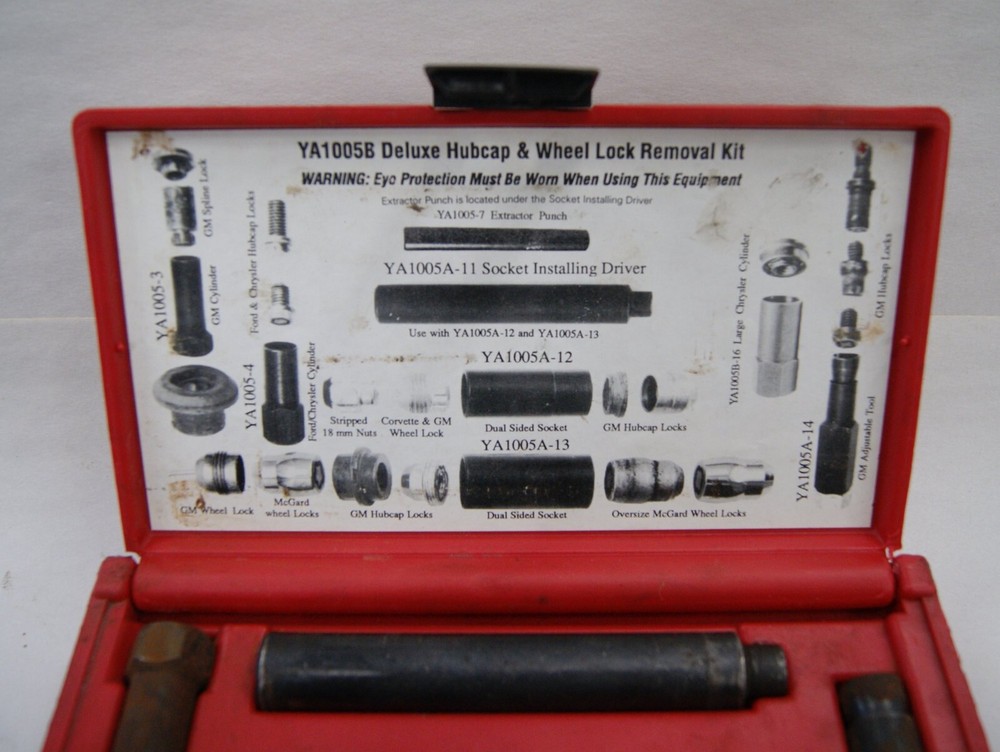 YA1005B Deluxe Hubcap & Wheel Lock Removal Kit
WARNING: Eye Protection Must Be Worn When Using This Equipment
Extractor Punch is located under the Socket Installing Driver
YA1005-7 Extractor Punch
YA1005A-11 Socket Installing Driver
Use with YA1005A-12 and YA1005A-13
GM Spline Lock
YA1005-3
GM Cylinder
Ford & Chrysler Hubcap Locks
YA1005-4
Ford/Chrysler Cylinder
YA1005A-12
Stripped
18 mm Nuts
Corvette & GM
Wheel Lock
Dual Sided Socket
GM Hubcap Locks
YA1005A-13
GM Wheel Lock
McGard
wheel Locks
GM Hubcap Locks
Dual Sided Socket
Oversize McGard Wheel Locks
YA1005B-16 Large Chrysler Cylinder
GM Hubcap Locks
YA1005A-14
GM Adjustable Tool